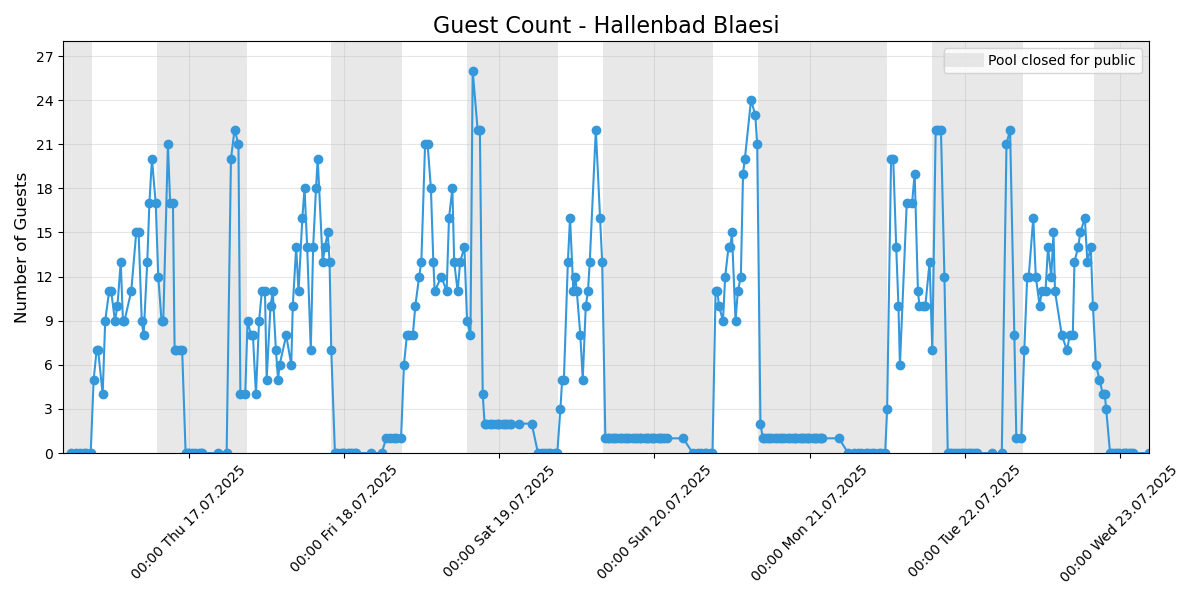 Guest Count - Hallenbad Blaesi
Pool closed for public
Number of Guests
27
24
21
18
15
12
9
6
3
0
00:00 Thu 17.07.2025
00:00 Fri 18.07.2025
00:00 Sat 19.07.2025
00:00 Sun 20.07.2025
00:00 Mon 21.07.2025
00:00 Tue 22.07.2025
00:00 Wed 23.07.2025